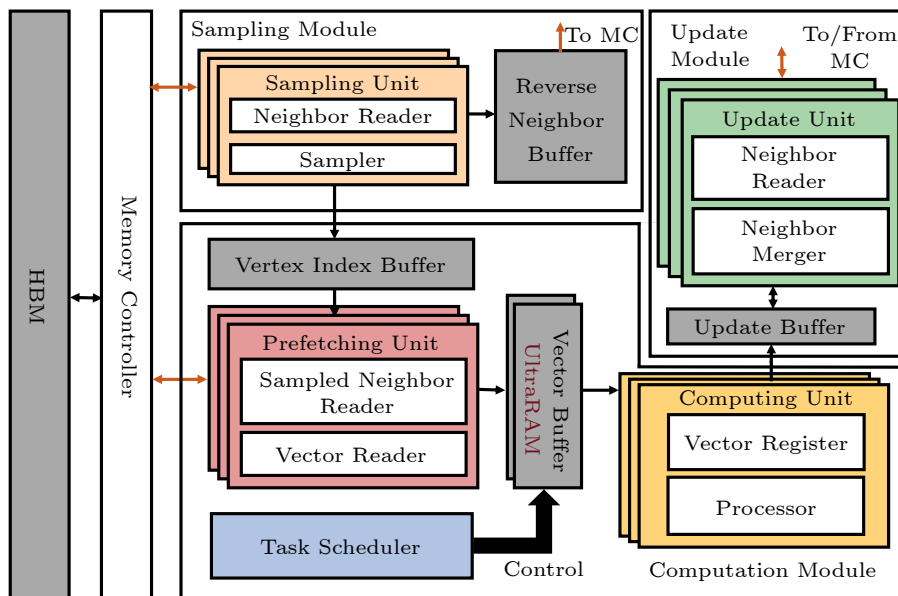 HBM
Memory Controller
Sampling Module
Sampling Unit
Neighbor Reader
Sampler
To MC
Reverse
Neighbor
Buffer
Update
Module
To/From
MC
Update Unit
Neighbor
Reader
Neighbor
Merger
Update Buffer
Vertex Index Buffer
Prefetching Unit
Sampled Neighbor
Reader
Vector Reader
Vector Buffer
UltraRAM
Computing Unit
Vector Register
Processor
Task Scheduler
Control
Computation Module